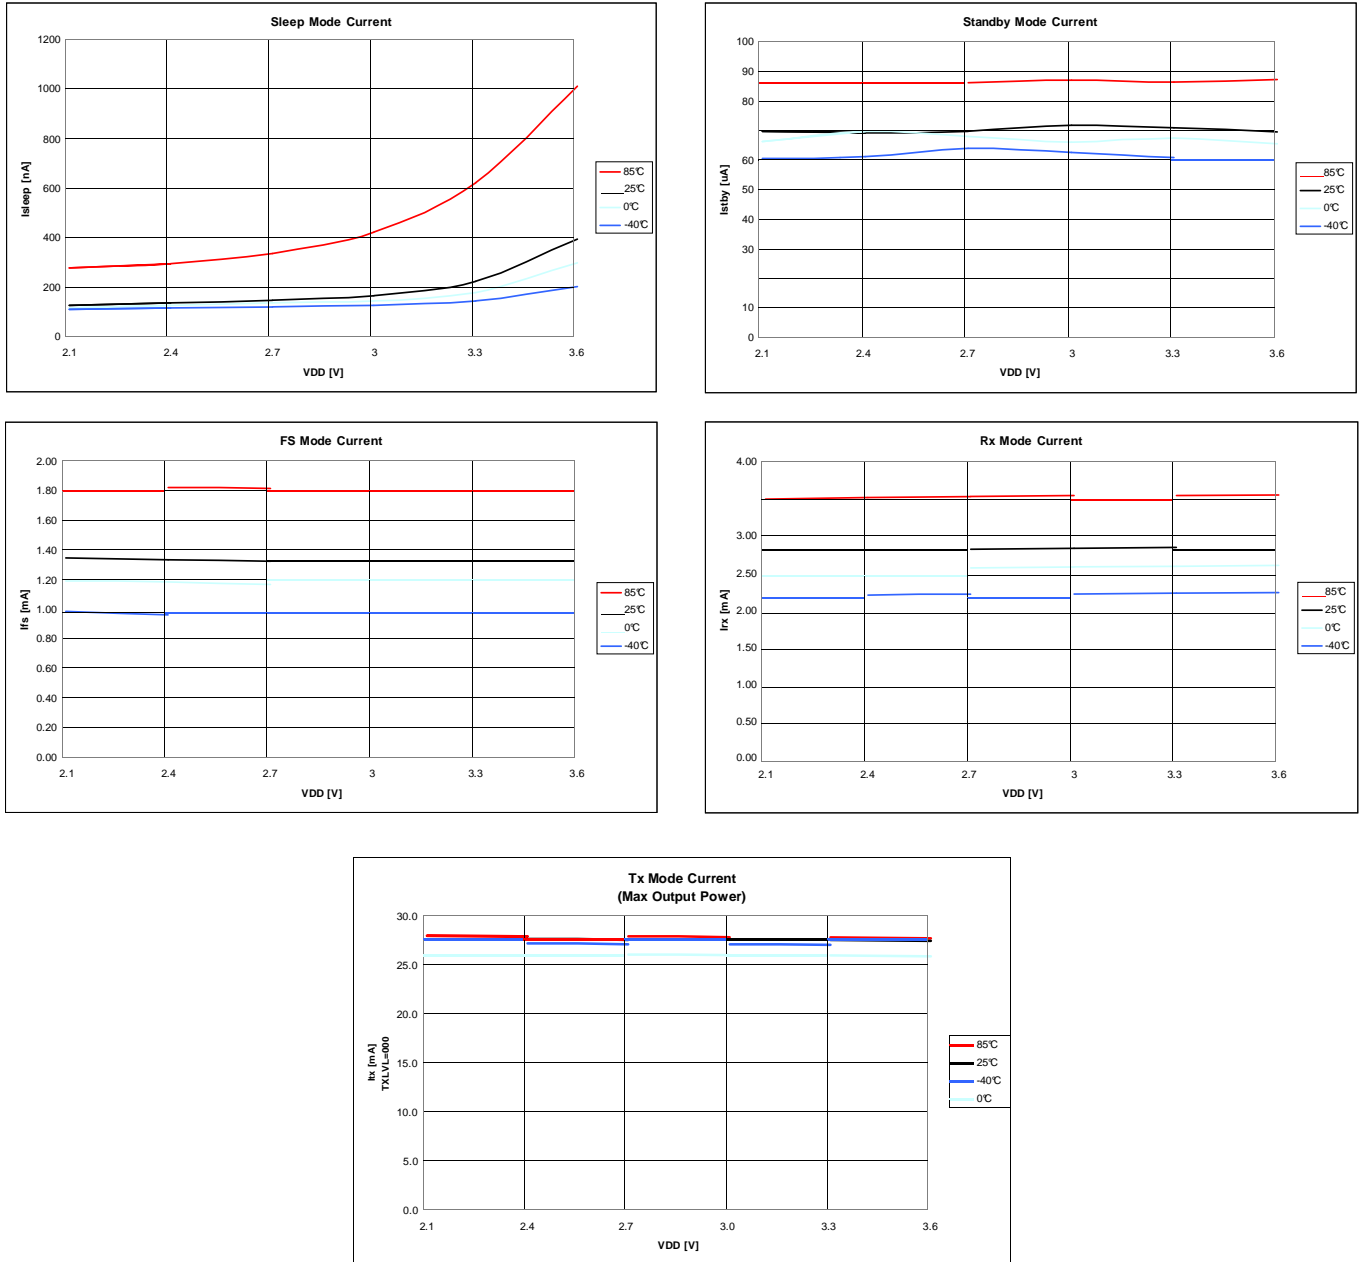 Sleep Mode Current
1200
1000
800
600
400
200
0
2.1 2.4 2.7 3 3.3 3.6
VDD [V]
Isleep [nA]
85°C
25°C
0°C
-40°C
Standby Mode Current
100
90
80
70
60
50
40
30
20
10
0
2.1 2.4 2.7 3 3.3 3.6
VDD [V]
Istby [uA]
85°C
25°C
0°C
-40°C
FS Mode Current
2.00
1.80
1.60
1.40
1.20
1.00
0.80
0.60
0.40
0.20
0.00
2.1 2.4 2.7 3 3.3 3.6
VDD [V]
Ifs [mA]
85°C
25°C
0°C
-40°C
Rx Mode Current
4.00
3.50
3.00
2.50
2.00
1.50
1.00
0.50
0.00
2.1 2.4 2.7 3 3.3 3.6
VDD [V]
Irx [mA]
85°C
25°C
0°C
-40°C
Tx Mode Current
(Max Output Power)
30.0
25.0
20.0
15.0
10.0
5.0
0.0
2.1 2.4 2.7 3.0 3.3 3.6
VDD [V]
Itx [mA]
TXLVL=000
85°C
25°C
-40°C
0°C